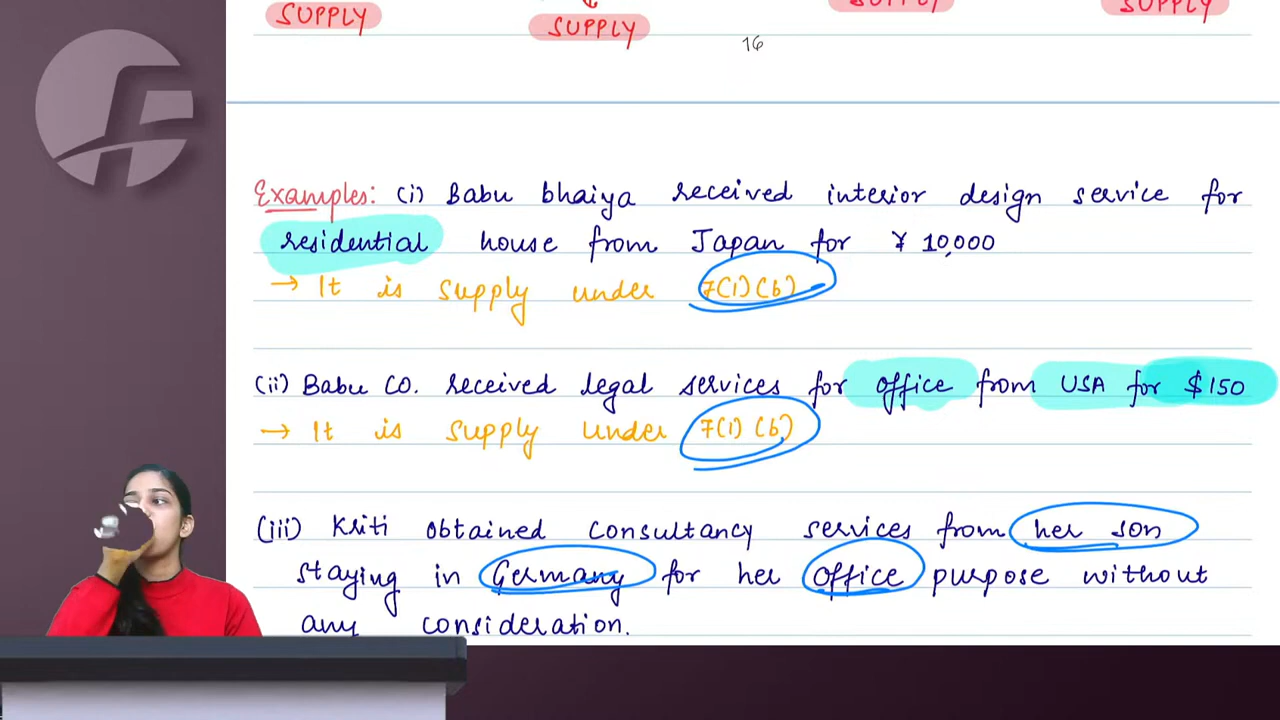 SUPPLY SUPPLY SUPPLY SUPPLY
16
Examples: (i) Babu bhaiya received interior design service for
residential house from Japan for ¥ 10,000
→ It is supply under 7(1)(b)
(ii) Babu CO. received legal services for office from USA for $150
→ It is supply under 7(1)(b)
(iii) Kriti obtained consultancy services from her son
staying in Germany for her office purpose without
any consideration.